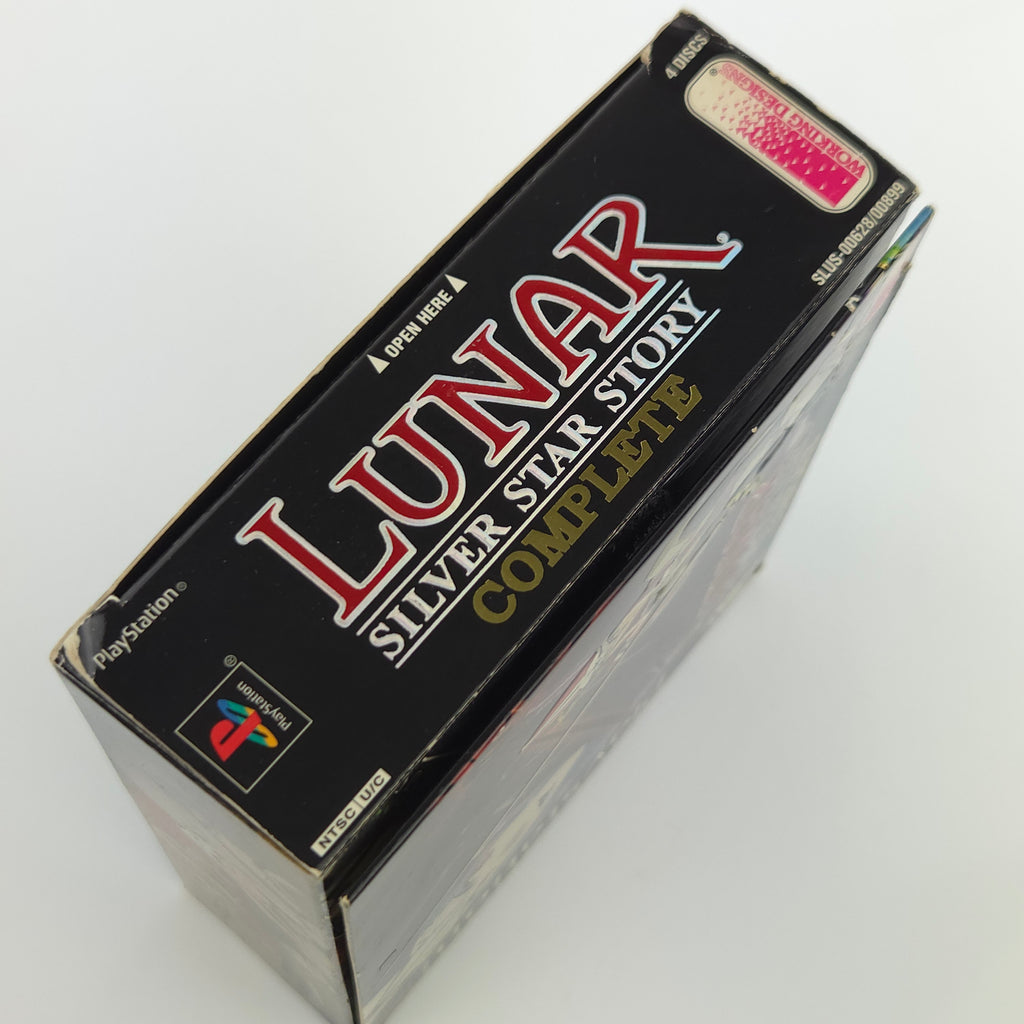 PlayStation®
▲ OPEN HERE ▲
4 DISCS
LUNAR®
SILVER STAR STORY
COMPLETE
PlayStation
®
NTSC U/C
WORKING DESIGNS
®
SLUS-00628/00899